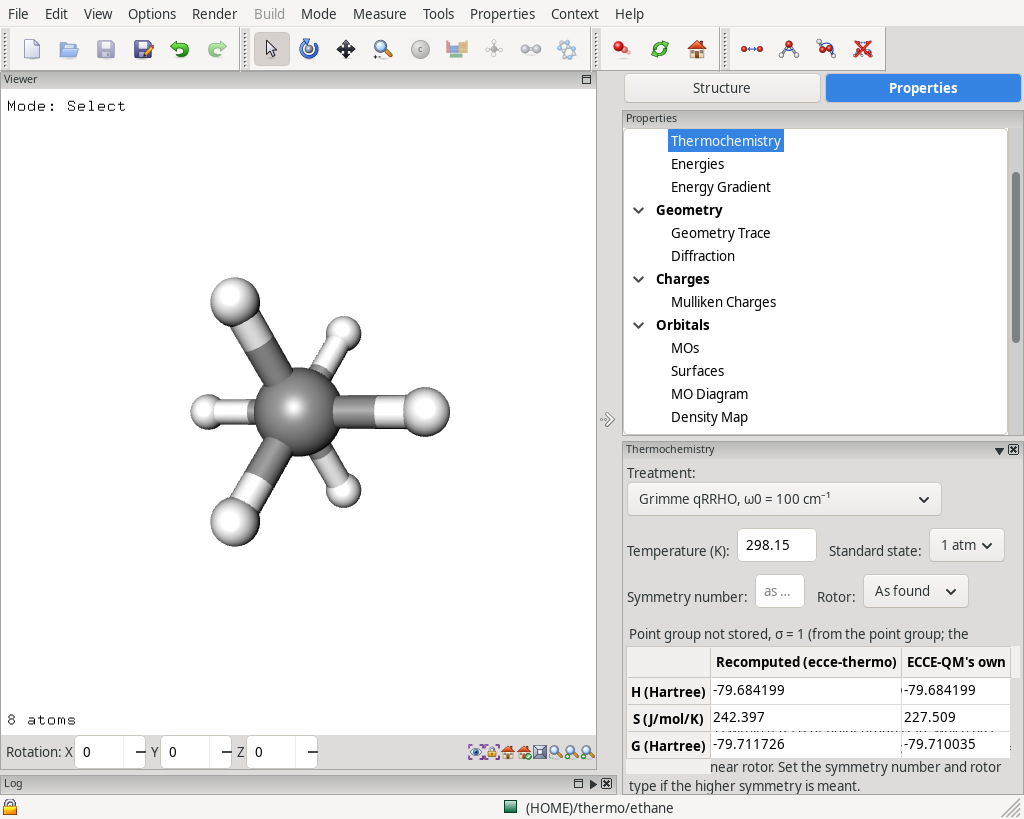 File Edit View Options Render Build Mode Measure Tools Properties Context Help
Viewer
Mode: Select
8 atoms
Rotation: X 0 Y 0 Z 0
Log
Structure Properties
Properties
Thermochemistry
Energies
Energy Gradient
Geometry
Geometry Trace
Diffraction
Charges
Mulliken Charges
Orbitals
MOs
Surfaces
MO Diagram
Density Map
Thermochemistry
Treatment:
Grimme qRRHO, ω0 = 100 cm⁻¹
Temperature (K): 298.15 Standard state: 1 atm
Symmetry number: as ... Rotor: As found
Point group not stored, σ = 1 (from the point group; the
Recomputed (ecce-thermo) ECCE-QM's own
H (Hartree) -79.684199 -79.684199
S (J/mol/K) 242.397 227.509
G (Hartree) -79.711726 -79.710035
near rotor. Set the symmetry number and rotor
type if the higher symmetry is meant.
(HOME)/thermo/ethane